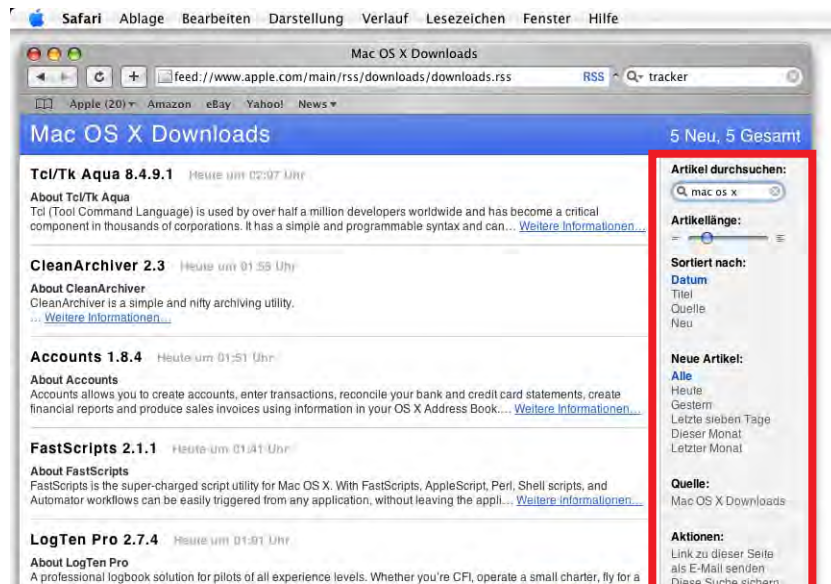 Safari Ablage Bearbeiten Darstellung Verlauf Lesezeichen Fenster Hilfe
Mac OS X Downloads
feed://www.apple.com/main/rss/downloads/downloads.rss RSS tracker
Apple (20) Amazon eBay Yahoo! News
Mac OS X Downloads 5 Neu, 5 Gesamt
Tcl/Tk Aqua 8.4.9.1 Heute um 02:07 Uhr
About Tcl/Tk Aqua
Tcl (Tool Command Language) is used by over half a million developers worldwide and has become a critical
component in thousands of corporations. It has a simple and programmable syntax and can... Weitere Informationen...
CleanArchiver 2.3 Heute um 01:55 Uhr
About CleanArchiver
CleanArchiver is a simple and nifty archiving utility.
... Weitere Informationen...
Accounts 1.8.4 Heute um 01:51 Uhr
About Accounts
Accounts allows you to create accounts, enter transactions, reconcile your bank and credit card statements, create
financial reports and produce sales invoices using information in your OS X Address Book.... Weitere Informationen...
FastScripts 2.1.1 Heute um 01:41 Uhr
About FastScripts
FastScripts is the super-charged script utility for Mac OS X. With FastScripts, AppleScript, Perl, Shell scripts, and
Automator workflows can be easily triggered from any application, without leaving the appli... Weitere Informationen...
LogTen Pro 2.7.4 Heute um 01:01 Uhr
About LogTen Pro
A professional logbook solution for pilots of all experience levels. Whether you're CFI, operate a small charter, fly for a
Artikel durchsuchen:
mac os x
Artikellänge:
Sortiert nach:
Datum
Titel
Quelle
Neu
Neue Artikel:
Alle
Heute
Gestern
Letzte sieben Tage
Dieser Monat
Letzter Monat
Quelle:
Mac OS X Downloads
Aktionen:
Link zu dieser Seite
als E-Mail senden
Diese Suche sichern